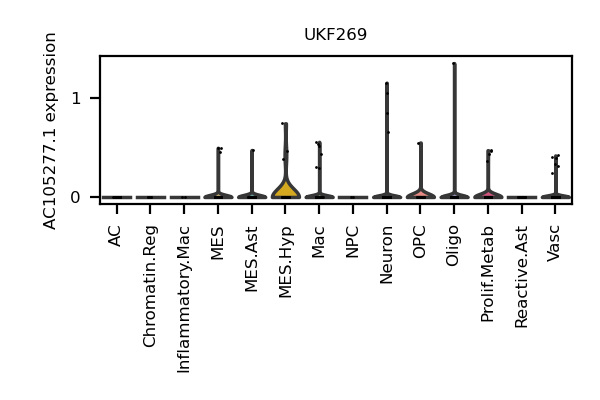 UKF269
AC105277.1 expression
1
0
AC
Chromatin.Reg
Inflammatory.Mac
MES
MES.Ast
MES.Hyp
Mac
NPC
Neuron
OPC
Oligo
Prolif.Metab
Reactive.Ast
Vasc